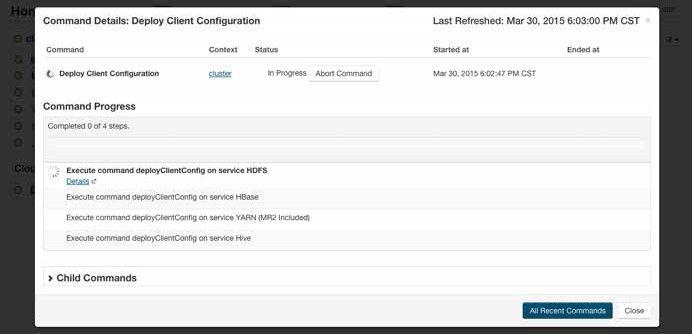 Command Details: Deploy Client Configuration Last Refreshed: Mar 30, 2015 6:03:00 PM CST ×
Command Context Status Started at Ended at
Deploy Client Configuration cluster In Progress Abort Command Mar 30, 2015 6:02:47 PM CST
Command Progress
Completed 0 of 4 steps.
Execute command deployClientConfig on service HDFS
Details
Execute command deployClientConfig on service HBase
Execute command deployClientConfig on service YARN (MR2 Included)
Execute command deployClientConfig on service Hive
Child Commands
All Recent Commands Close